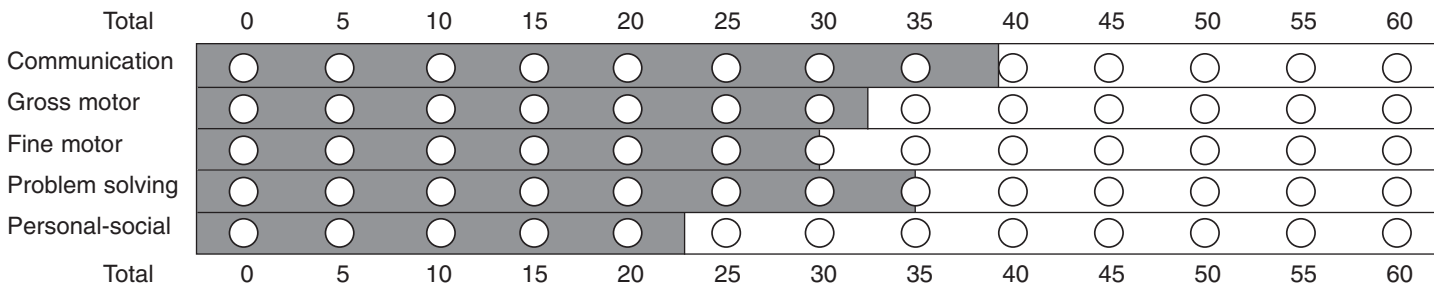 Total 0 5 10 15 20 25 30 35 40 45 50 55 60
Communication
Gross motor
Fine motor
Problem solving
Personal-social
Total 0 5 10 15 20 25 30 35 40 45 50 55 60